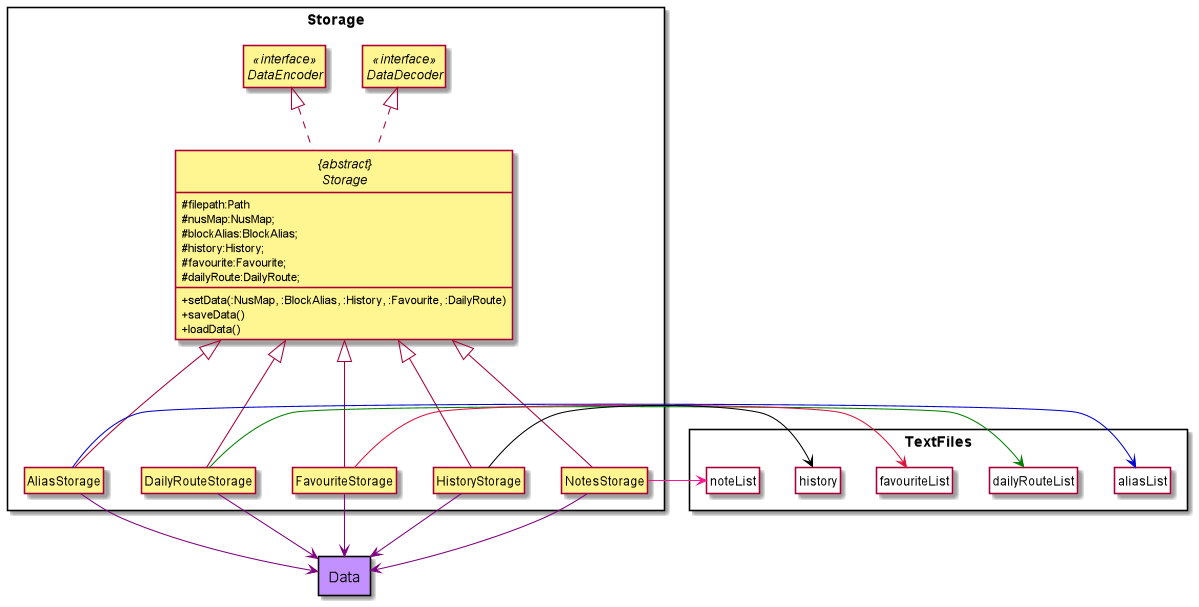 Storage
«interface»
DataEncoder
«interface»
DataDecoder
{abstract}
Storage
#filepath:Path
#nusMap:NusMap;
#blockAlias:BlockAlias;
#history:History;
#favourite:Favourite;
#dailyRoute:DailyRoute;
+setData(:NusMap, :BlockAlias, :History, :Favourite, :DailyRoute)
+saveData()
+loadData()
TextFiles
AliasStorage
DailyRouteStorage
FavouriteStorage
HistoryStorage
NotesStorage
noteList
history
favouriteList
dailyRouteList
aliasList
Data